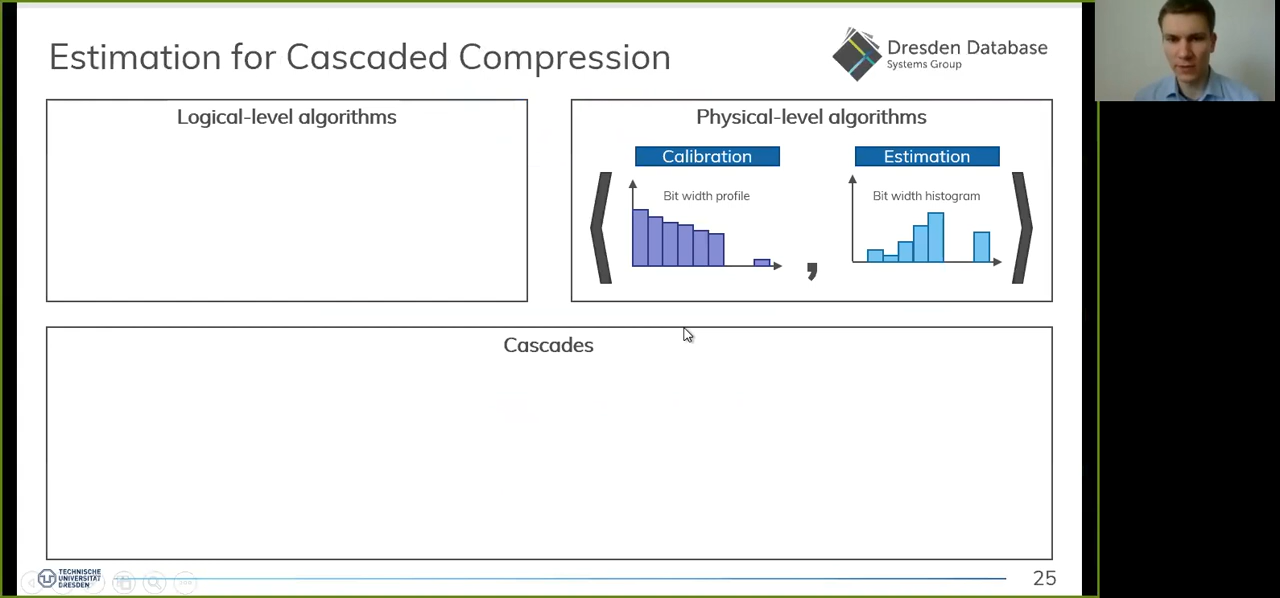 Estimation for Cascaded Compression
Dresden Database
Systems Group
Logical-level algorithms
Physical-level algorithms
Calibration
Estimation
Bit width profile
Bit width histogram
,
Cascades
TECHNISCHE
UNIVERSITÄT
DRESDEN
25